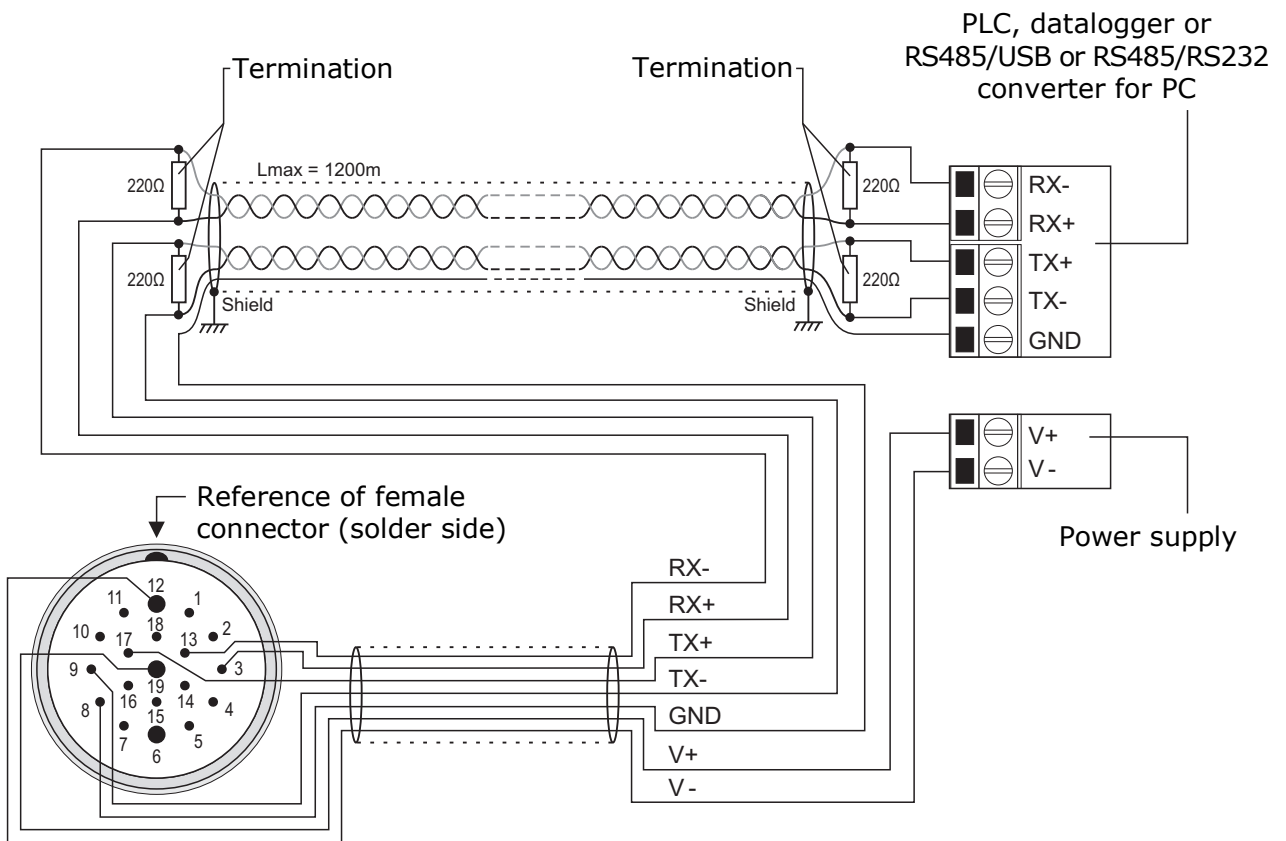 PLC, datalogger or
RS485/USB or RS485/RS232
converter for PC
Termination
Termination
Lmax = 1200m
220Ω
220Ω
220Ω
220Ω
Shield
Shield
RX-
RX+
TX+
TX-
GND
V+
V-
Power supply
Reference of female
connector (solder side)
12
11
1
10
18
2
17
13
9
3
19
16
14
8
4
15
7
5
6
RX-
RX+
TX+
TX-
GND
V+
V-